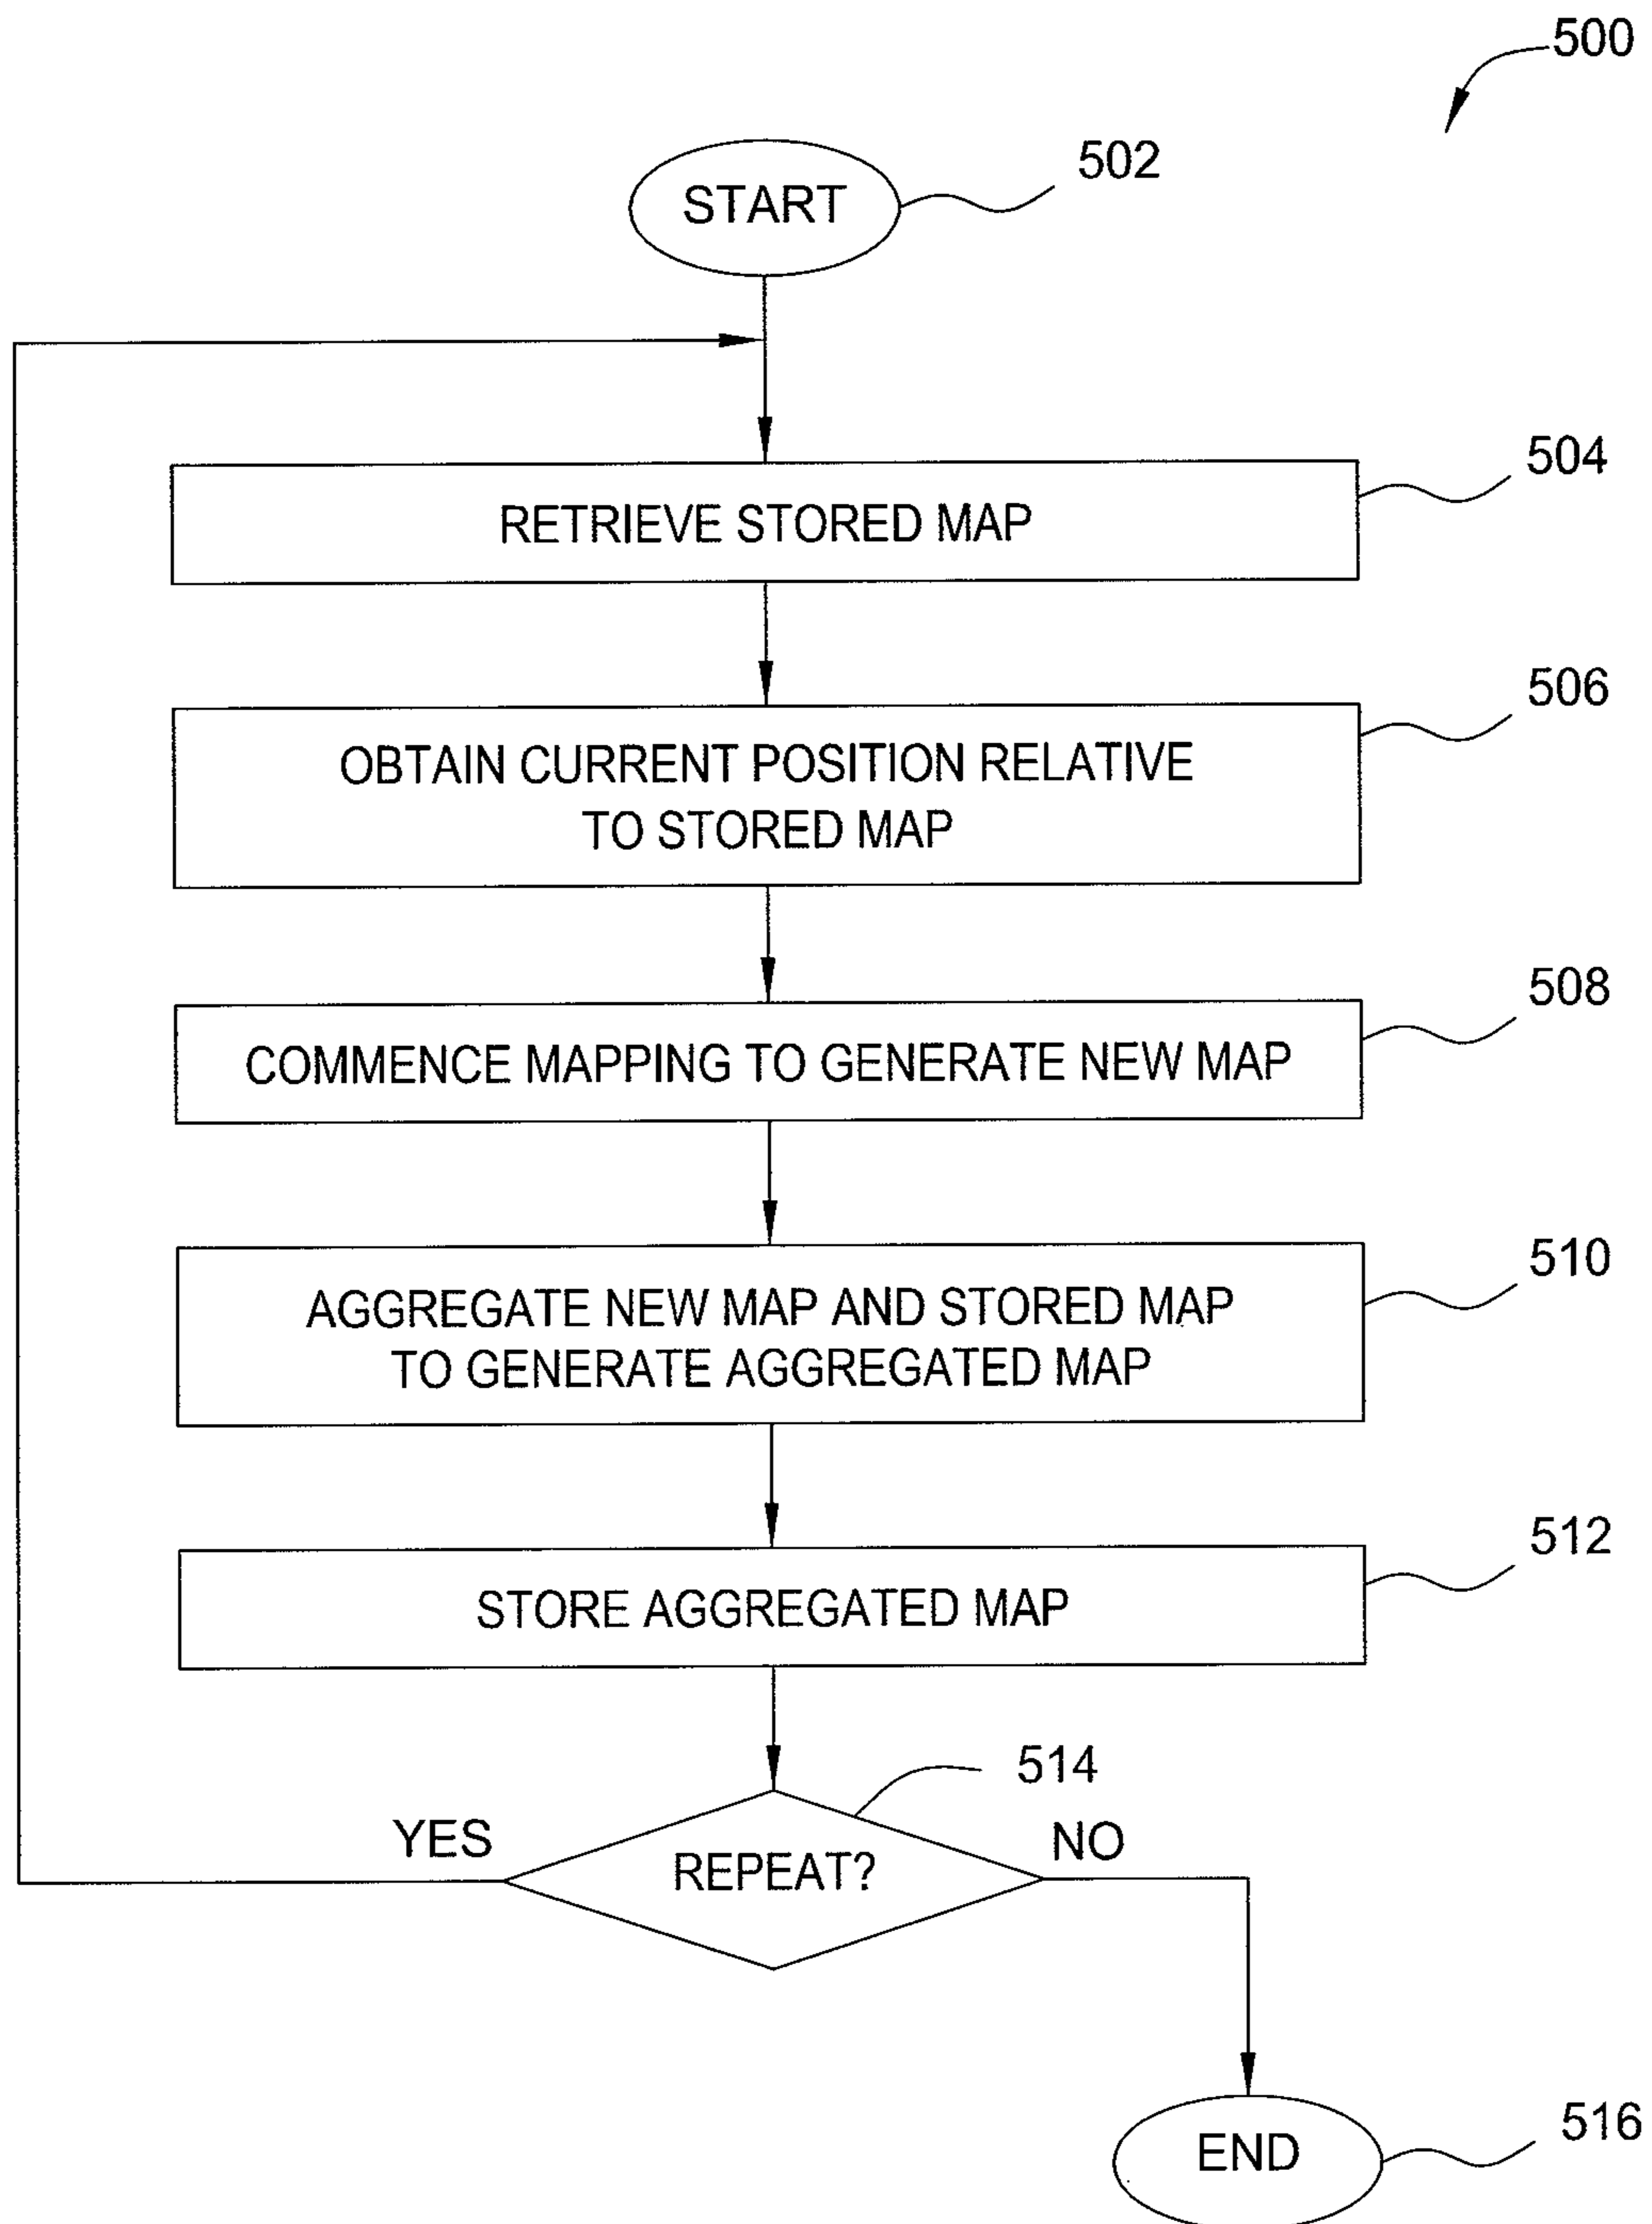 500
502
START
504
RETRIEVE STORED MAP
506
OBTAIN CURRENT POSITION RELATIVE
TO STORED MAP
508
COMMENCE MAPPING TO GENERATE NEW MAP
510
AGGREGATE NEW MAP AND STORED MAP
TO GENERATE AGGREGATED MAP
512
STORE AGGREGATED MAP
514
YES
NO
REPEAT?
516
END